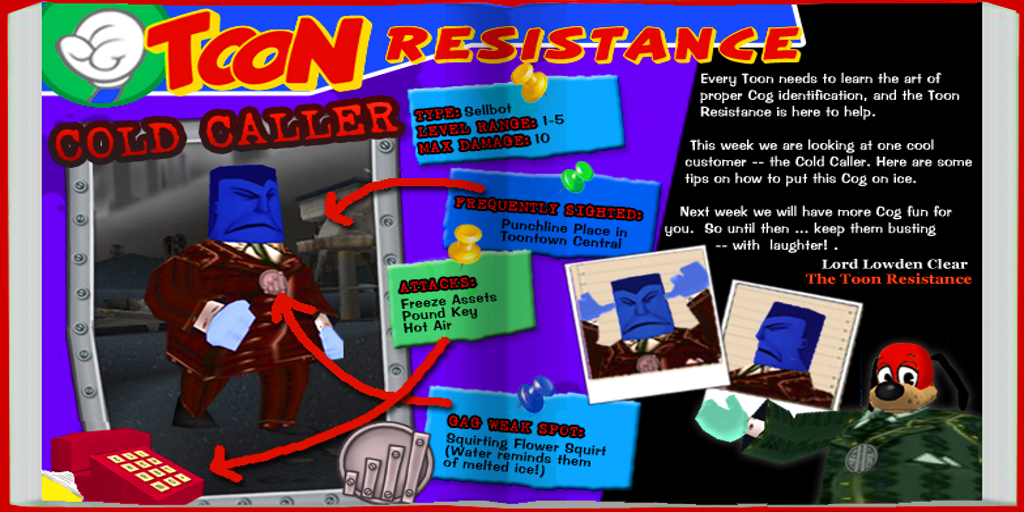 TOON RESISTANCE
COLD CALLER
TYPE: Sellbot
LEVEL RANGE: 1-5
MAX DAMAGE: 10
FREQUENTLY SIGHTED:
Punchline Place in
Toontown Central
ATTACKS:
Freeze Assets
Pound Key
Hot Air
GAG WEAK SPOT:
Squirting Flower Squirt
(Water reminds them
of melted ice!)
Every Toon needs to learn the art of
proper Cog identification, and the Toon
Resistance is here to help.
This week we are looking at one cool
customer -- the Cold Caller. Here are some
tips on how to put this Cog on ice.
Next week we will have more Cog fun for
you. So until then ... keep them busting
-- with laughter! .
Lord Lowden Clear
The Toon Resistance